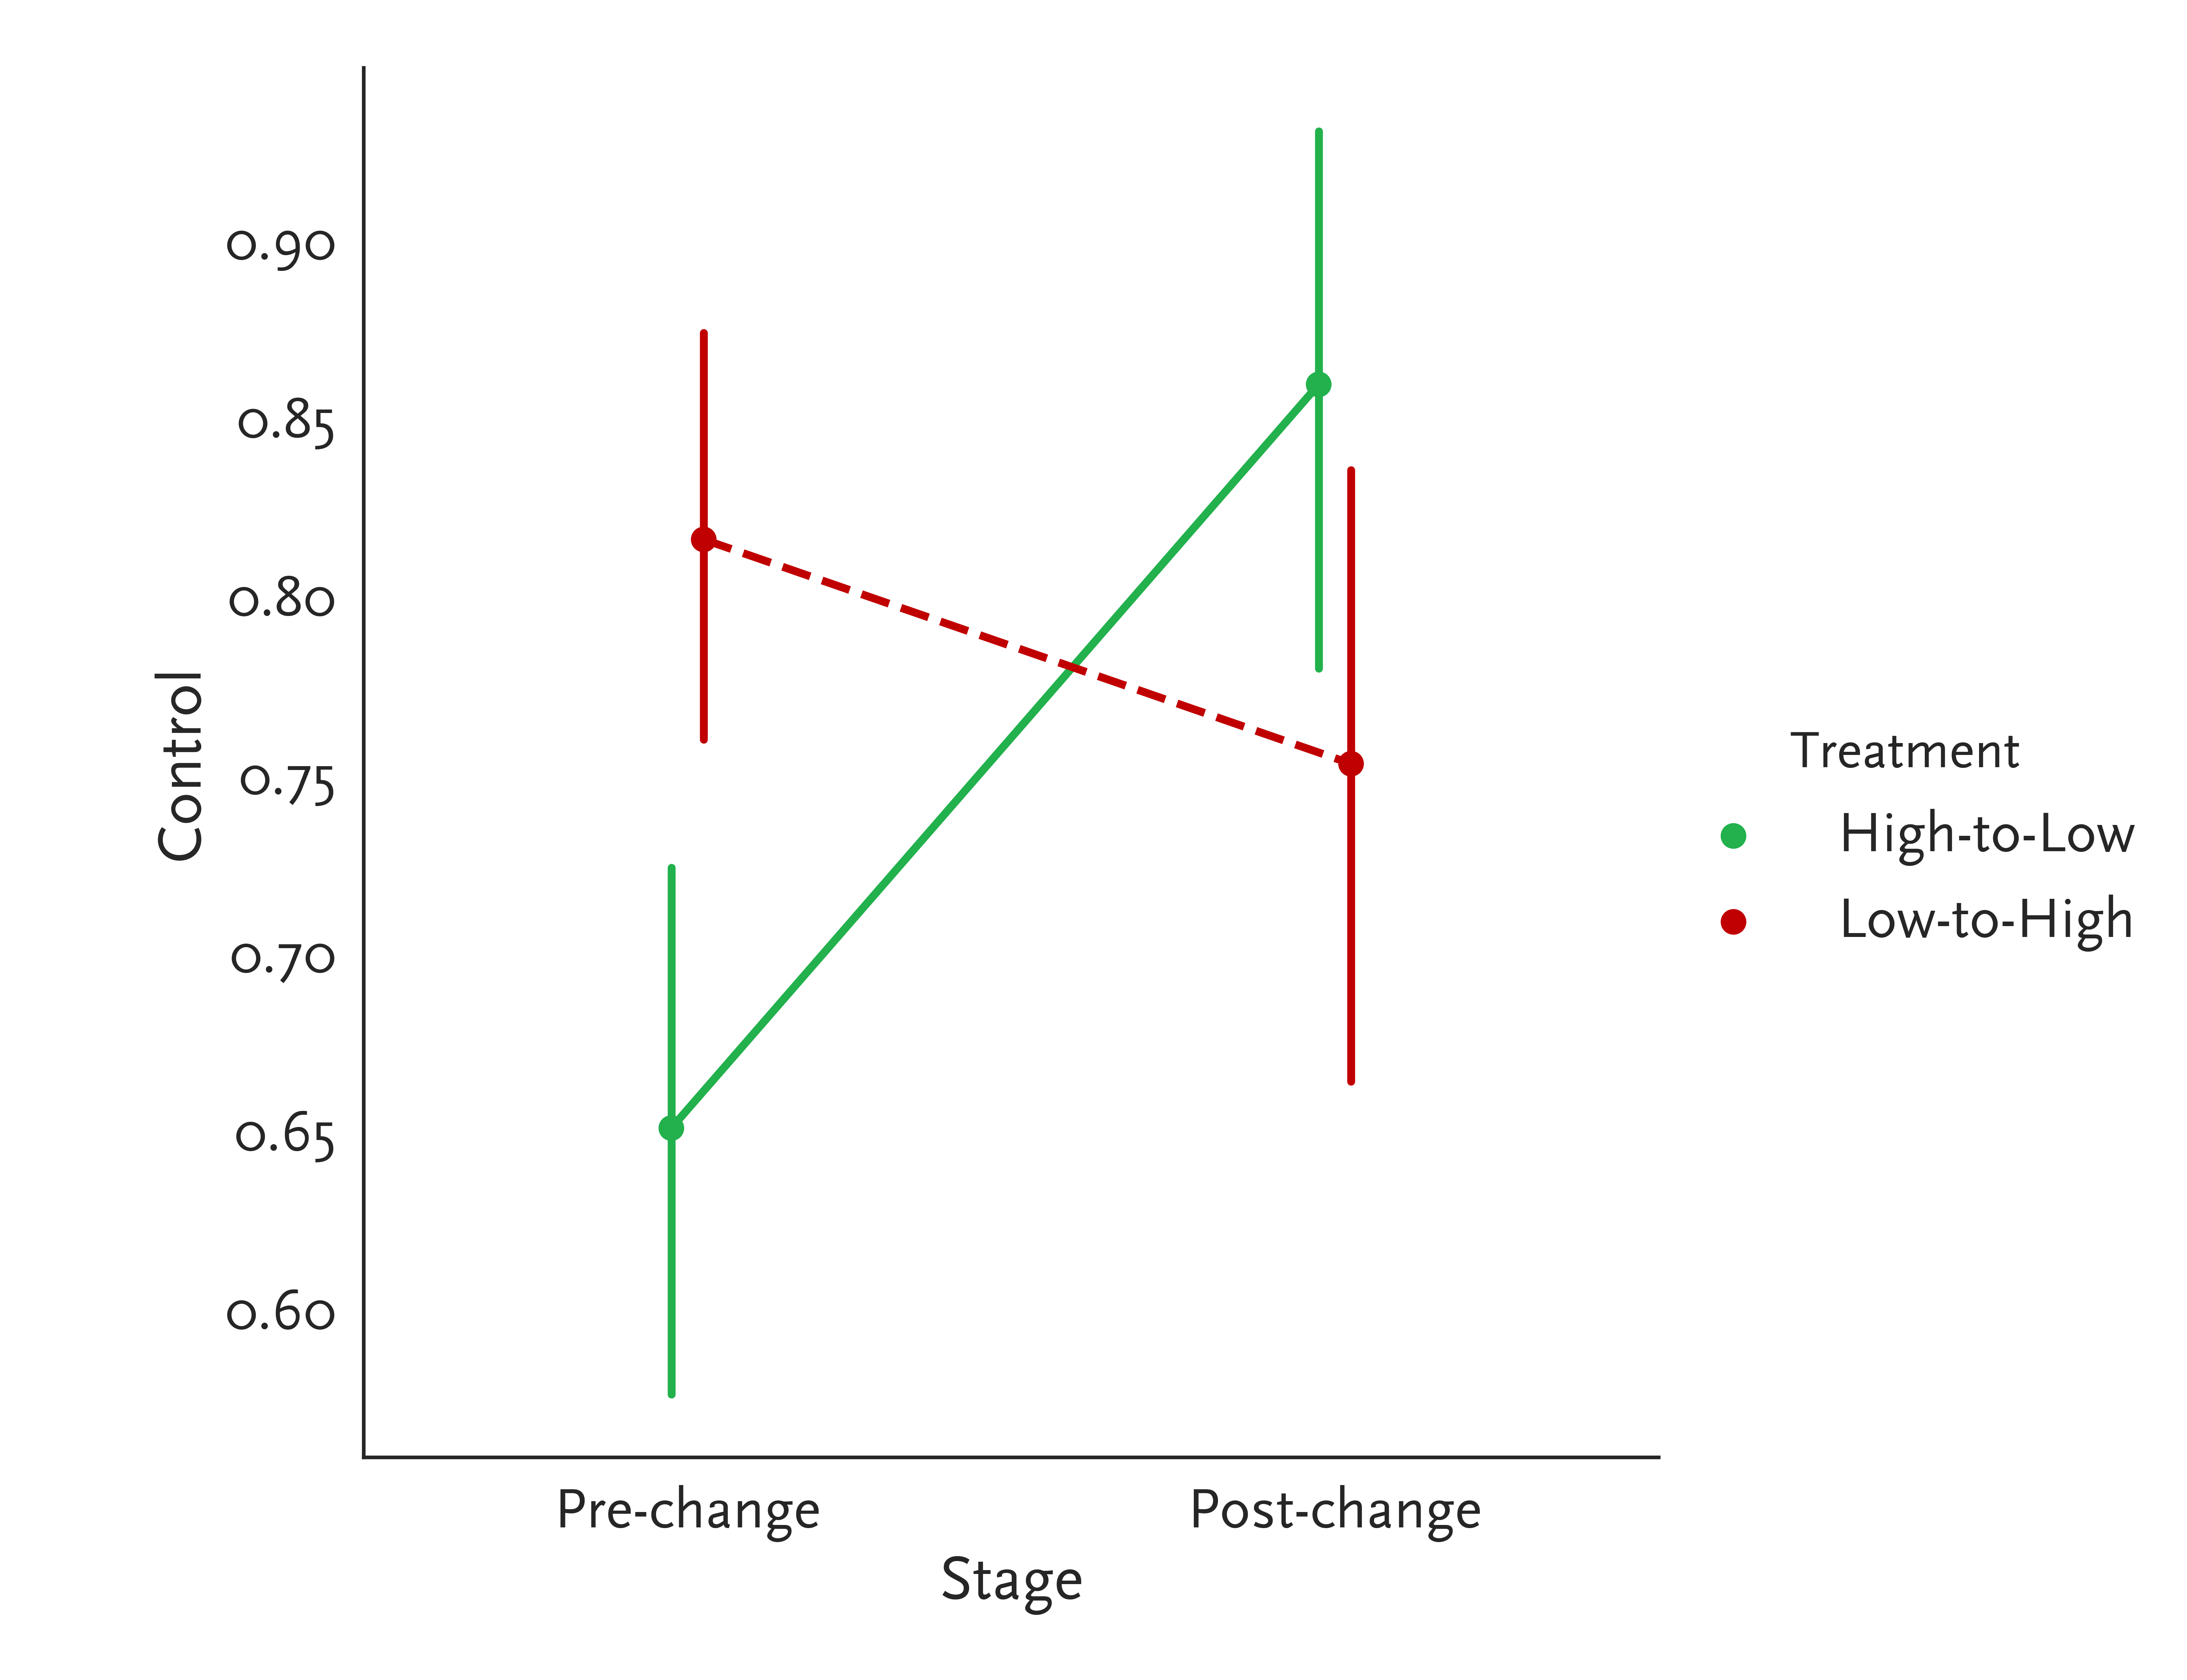 0.90
0.85
0.80
0.75
0.70
0.65
0.60
Control
Pre-change
Post-change
Stage
Treatment
High-to-Low
Low-to-High